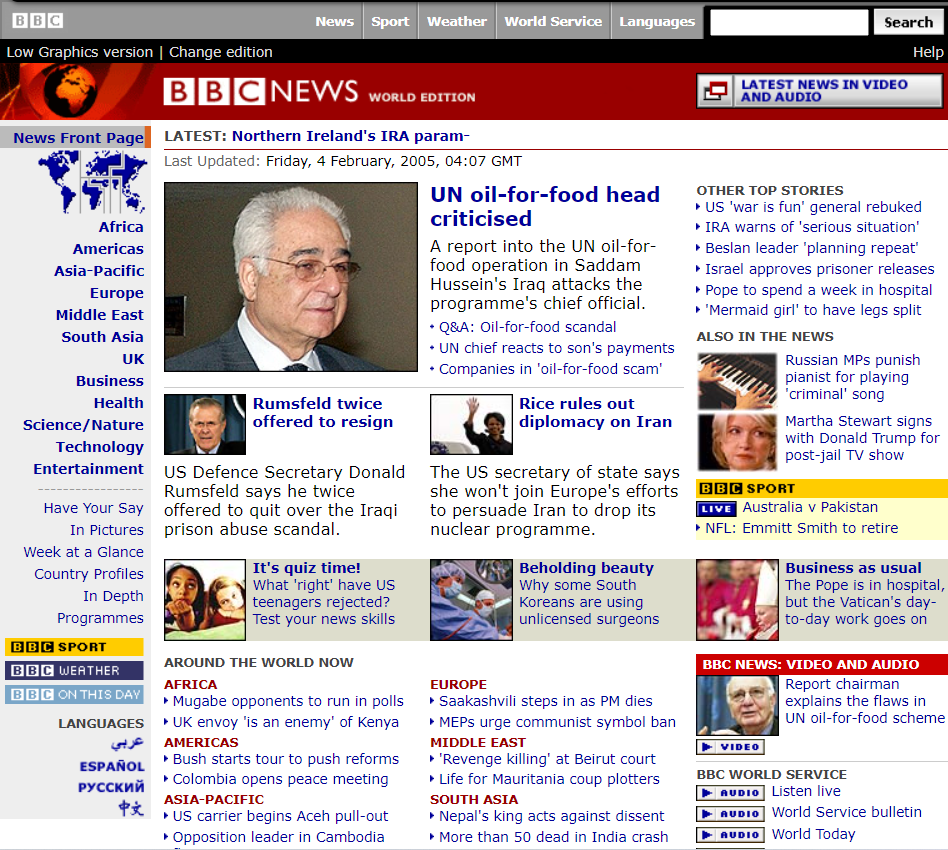 BBC
News
Sport
Weather
World Service
Languages
Search
Low Graphics version | Change edition
Help
BBC NEWS WORLD EDITION
LATEST NEWS IN VIDEO
AND AUDIO
News Front Page
Africa
Americas
Asia-Pacific
Europe
Middle East
South Asia
UK
Business
Health
Science/Nature
Technology
Entertainment
Have Your Say
In Pictures
Week at a Glance
Country Profiles
In Depth
Programmes
BBC SPORT
BBC WEATHER
BBC ON THIS DAY
LANGUAGES
عربي
ESPAÑOL
РУССКИЙ
中文
LATEST: Northern Ireland's IRA param-
Last Updated: Friday, 4 February, 2005, 04:07 GMT
UN oil-for-food head
criticised
A report into the UN oil-for-
food operation in Saddam
Hussein's Iraq attacks the
programme's chief official.
Q&A: Oil-for-food scandal
UN chief reacts to son's payments
Companies in 'oil-for-food scam'
Rumsfeld twice
offered to resign
US Defence Secretary Donald
Rumsfeld says he twice
offered to quit over the Iraqi
prison abuse scandal.
Rice rules out
diplomacy on Iran
The US secretary of state says
she won't join Europe's efforts
to persuade Iran to drop its
nuclear programme.
OTHER TOP STORIES
US 'war is fun' general rebuked
IRA warns of 'serious situation'
Beslan leader 'planning repeat'
Israel approves prisoner releases
Pope to spend a week in hospital
'Mermaid girl' to have legs split
ALSO IN THE NEWS
Russian MPs punish
pianist for playing
'criminal' song
Martha Stewart signs
with Donald Trump for
post-jail TV show
BBC SPORT
LIVE Australia v Pakistan
NFL: Emmitt Smith to retire
It's quiz time!
What 'right' have US
teenagers rejected?
Test your news skills
Beholding beauty
Why some South
Koreans are using
unlicensed surgeons
Business as usual
The Pope is in hospital,
but the Vatican's day-
to-day work goes on
AROUND THE WORLD NOW
AFRICA
Mugabe opponents to run in polls
UK envoy 'is an enemy' of Kenya
AMERICAS
Bush starts tour to push reforms
Colombia opens peace meeting
ASIA-PACIFIC
US carrier begins Aceh pull-out
Opposition leader in Cambodia
EUROPE
Saakashvili steps in as PM dies
MEPs urge communist symbol ban
MIDDLE EAST
'Revenge killing' at Beirut court
Life for Mauritania coup plotters
SOUTH ASIA
Nepal's king acts against dissent
More than 50 dead in India crash
BBC NEWS: VIDEO AND AUDIO
Report chairman
explains the flaws in
UN oil-for-food scheme
VIDEO
BBC WORLD SERVICE
AUDIO Listen live
AUDIO World Service bulletin
AUDIO World Today